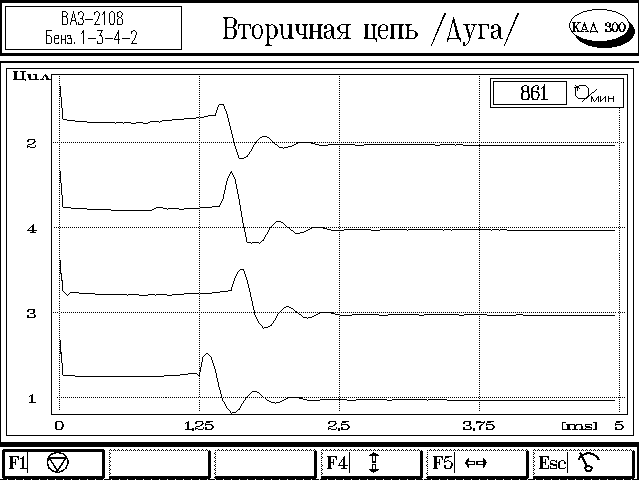 ВАЗ-2108
Бенз. 1-3-4-2
Вторичная цепь /Дуга/
КАД 300
Цил
861 /мин
2
4
3
1
0 1,25 2,5 3,75 [ms] 5
F1 F4 F5 Esc